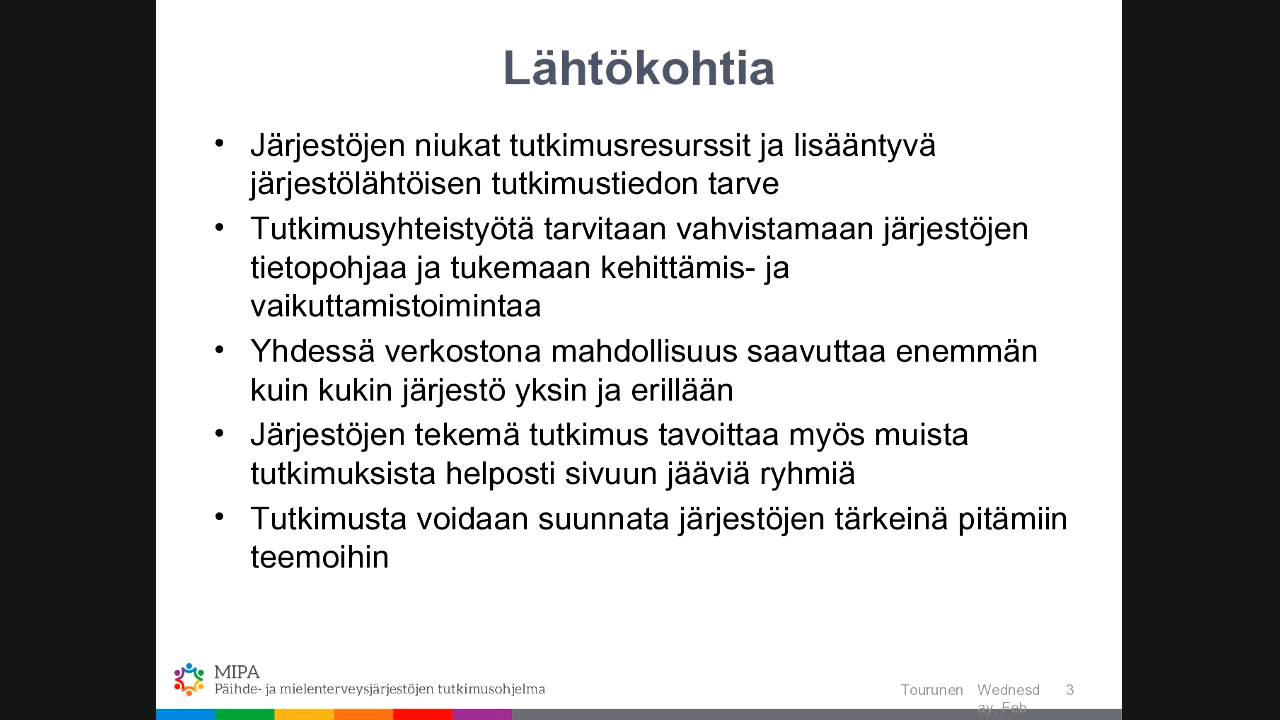 Lähtökohtia
• Järjestöjen niukat tutkimusresurssit ja lisääntyvä
järjestölähtöisen tutkimustiedon tarve
• Tutkimusyhteistyötä tarvitaan vahvistamaan järjestöjen
tietopohjaa ja tukemaan kehittämis- ja
vaikuttamistoimintaa
• Yhdessä verkostona mahdollisuus saavuttaa enemmän
kuin kukin järjestö yksin ja erillään
• Järjestöjen tekemä tutkimus tavoittaa myös muista
tutkimuksista helposti sivuun jääviä ryhmiä
• Tutkimusta voidaan suunnata järjestöjen tärkeinä pitämiin
teemoihin
MIPA
Päihde- ja mielenterveysjärjestöjen tutkimusohjelma
Tourunen Wednesd 3
ay, Feb